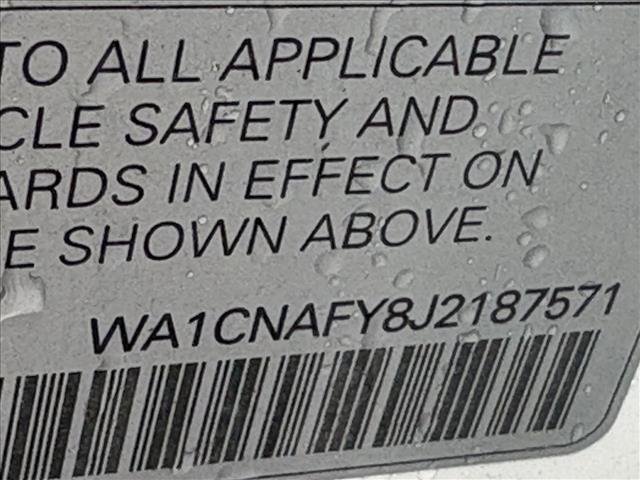 TO ALL APPLICABLE
CLE SAFETY AND
ARDS IN EFFECT ON
E SHOWN ABOVE.
WA1CNAFY8J2187571